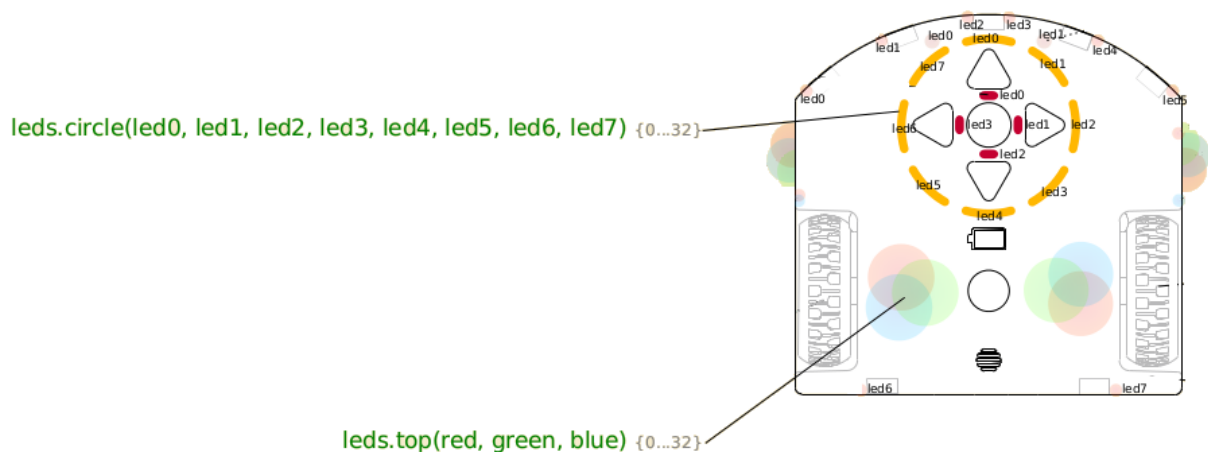 led2 led3
led1 led0 led0 led1 led4
led7 led1
led0 led0 led5
leds.circle(led0, led1, led2, led3, led4, led5, led6, led7) {0...32}
led6 led3 led1 led2
led2
led5 led3
led4
led6 led7
leds.top(red, green, blue) {0...32}